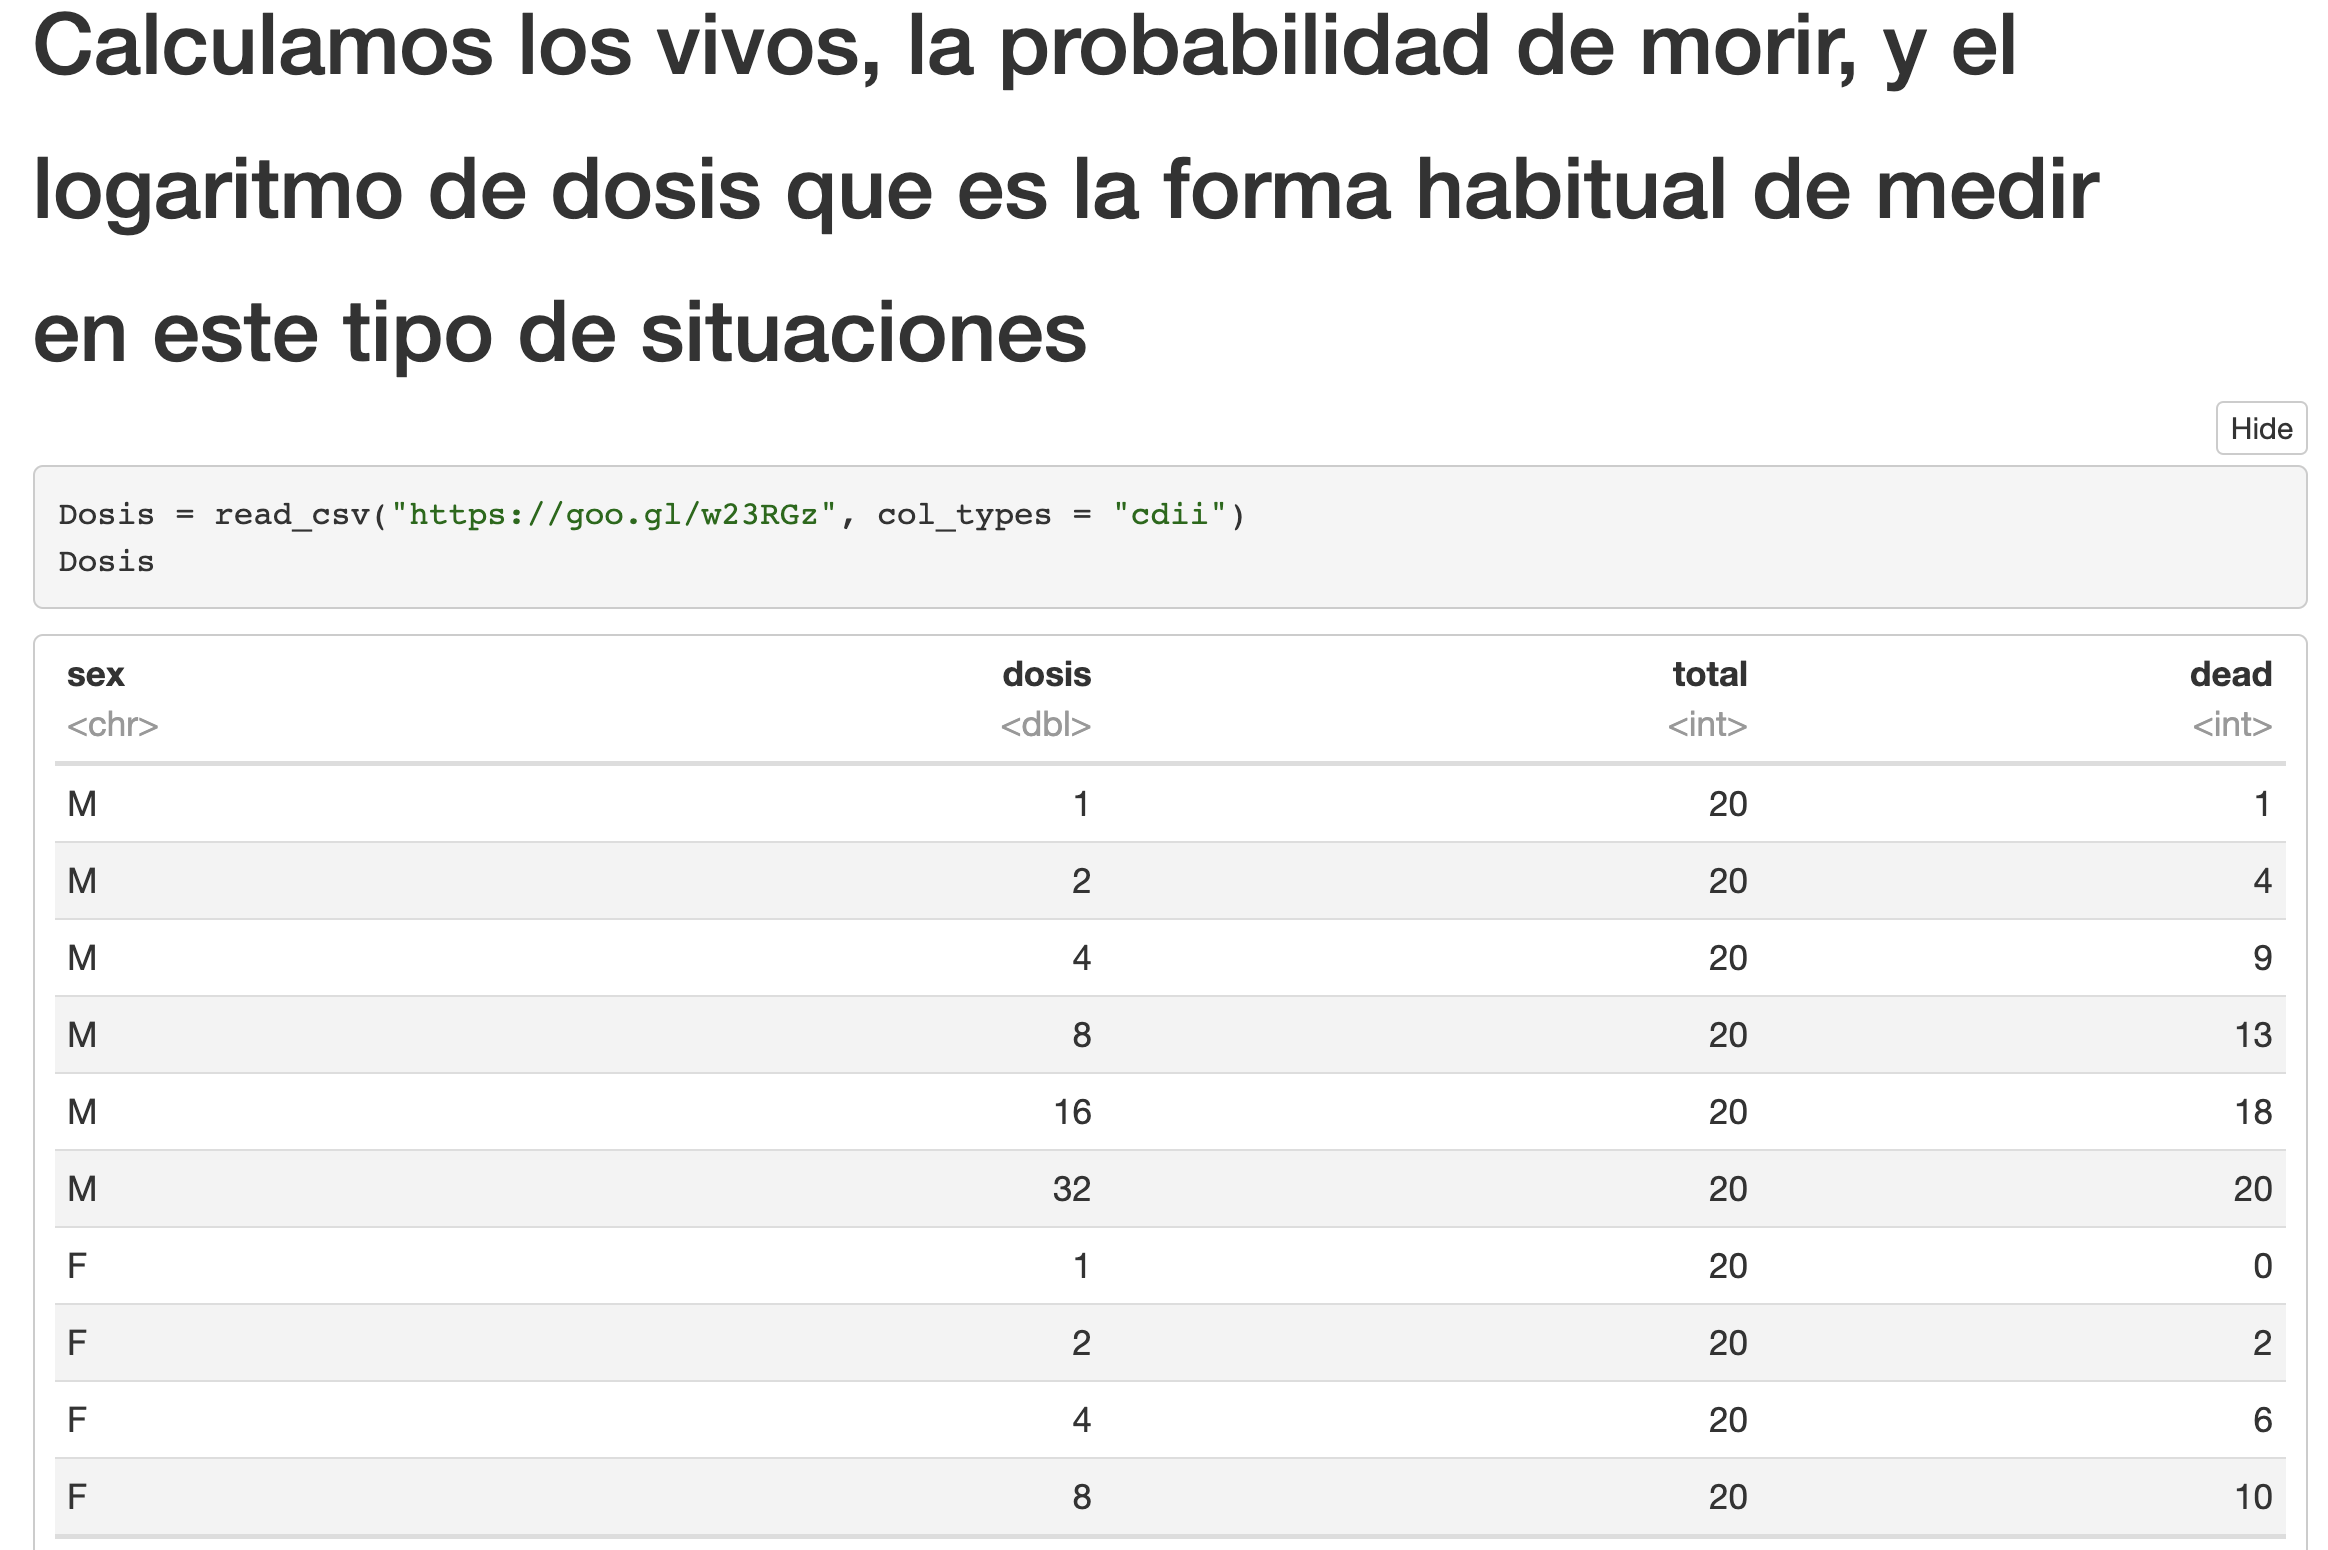 Calculamos los vivos, la probabilidad de morir, y el
logaritmo de dosis que es la forma habitual de medir
en este tipo de situaciones
Hide
Dosis = read_csv("https://goo.gl/w23RGz", col_types = "cdii")
Dosis
sex dosis total dead
<chr> <dbl> <int> <int>
M 1 20 1
M 2 20 4
M 4 20 9
M 8 20 13
M 16 20 18
M 32 20 20
F 1 20 0
F 2 20 2
F 4 20 6
F 8 20 10